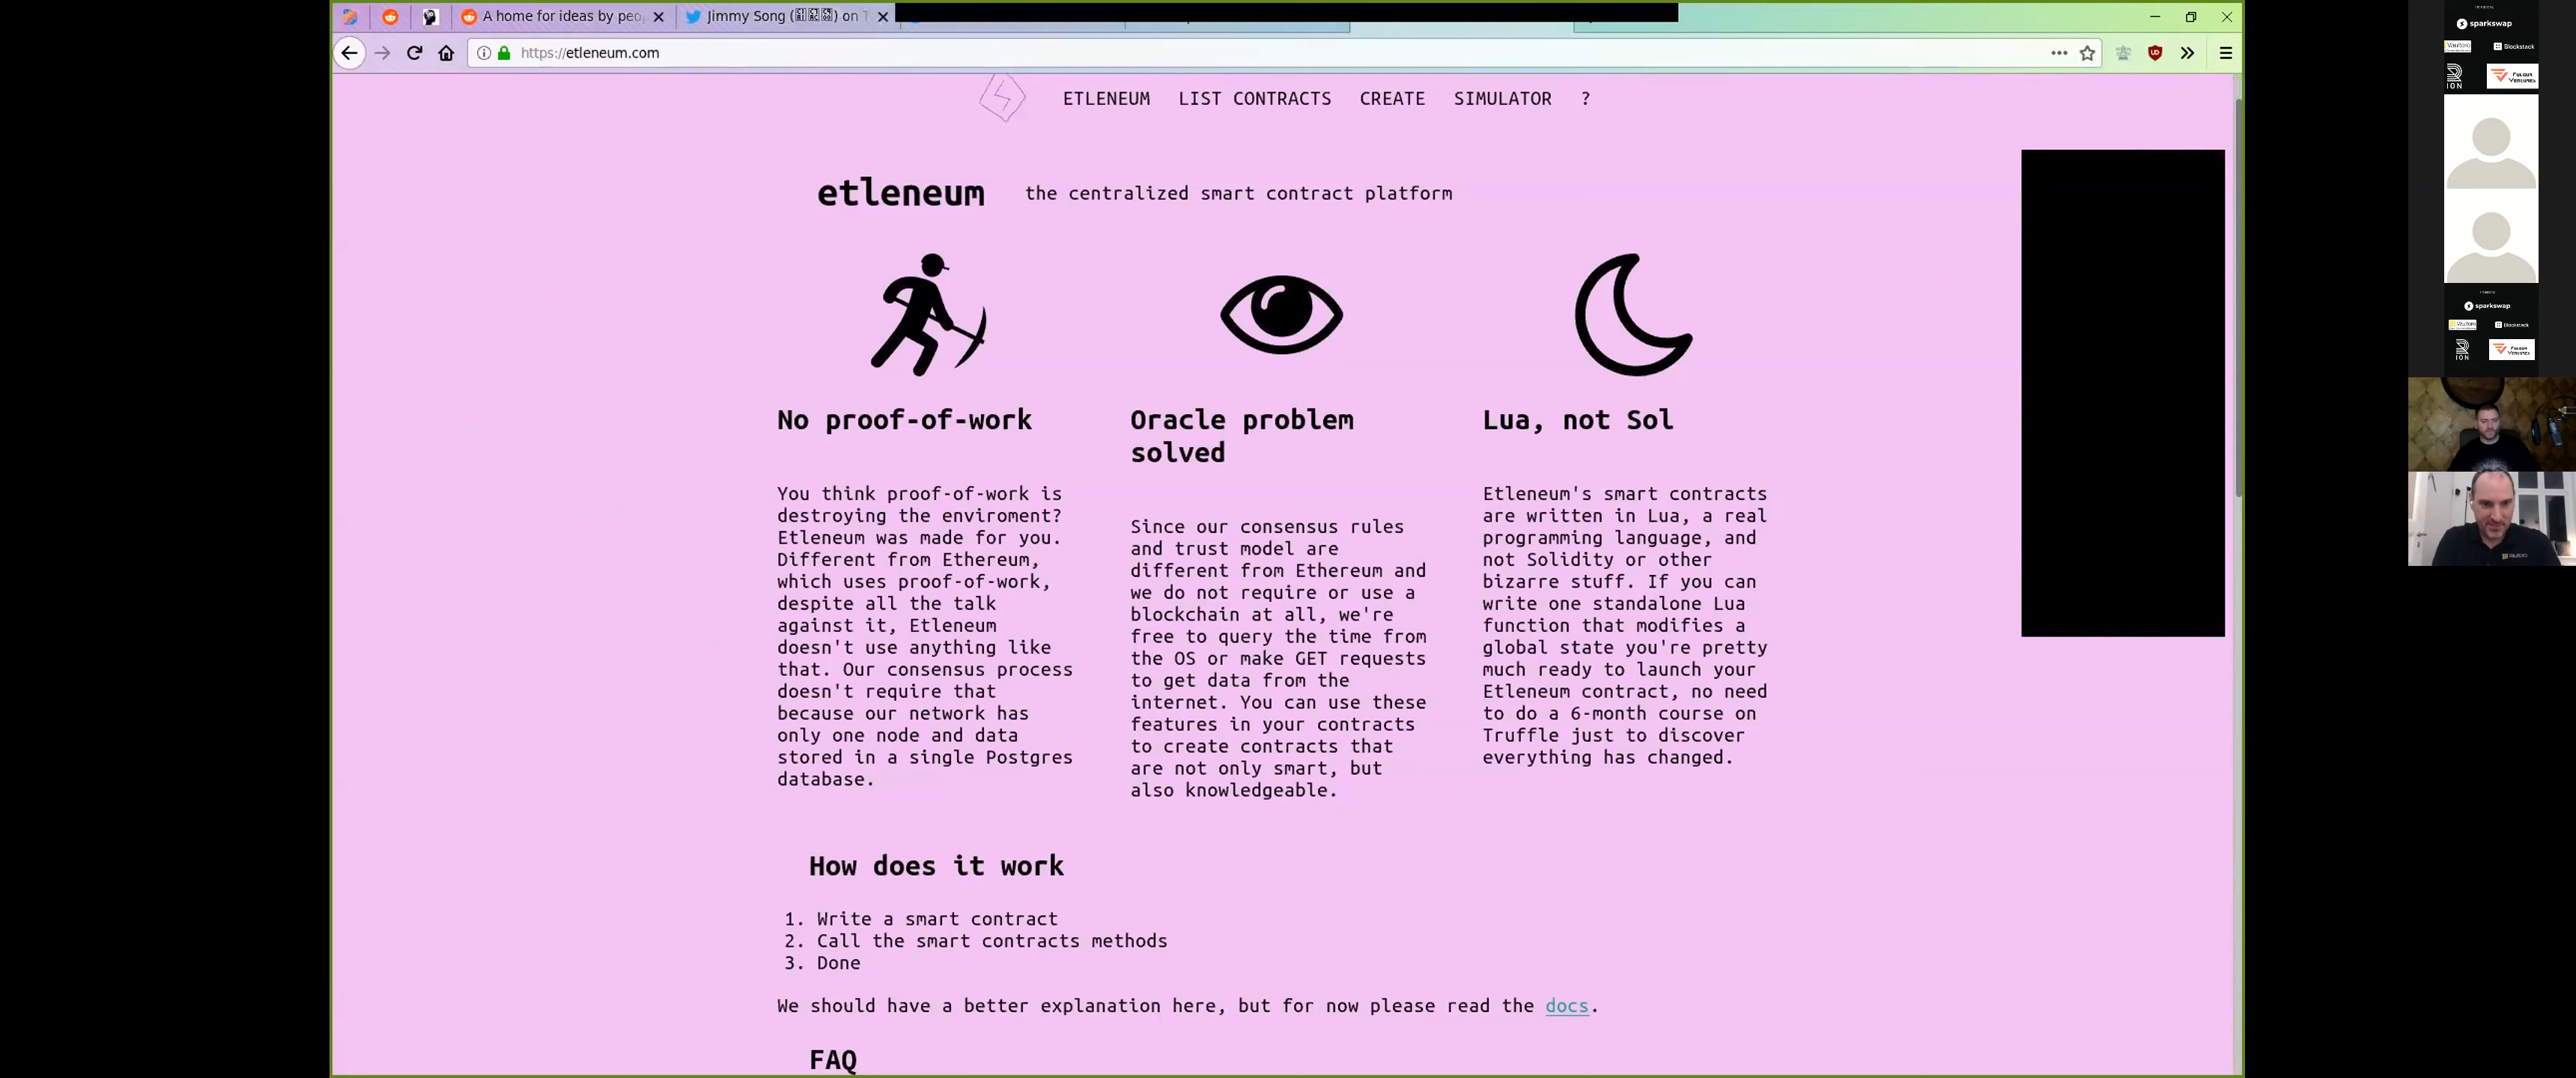 A home for ideas by peo
Jimmy Song (
) on T
https://etleneum.com
ETLENEUM LIST CONTRACTS CREATE SIMULATOR ?
etleneum the centralized smart contract platform
No proof-of-work
You think proof-of-work is
destroying the enviroment?
Etleneum was made for you.
Different from Ethereum,
which uses proof-of-work,
despite all the talk
against it, Etleneum
doesn't use anything like
that. Our consensus process
doesn't require that
because our network has
only one node and data
stored in a single Postgres
database.
Oracle problem
solved
Since our consensus rules
and trust model are
different from Ethereum and
we do not require or use a
blockchain at all, we're
free to query the time from
the OS or make GET requests
to get data from the
internet. You can use these
features in your contracts
to create contracts that
are not only smart, but
also knowledgeable.
Lua, not Sol
Etleneum's smart contracts
are written in Lua, a real
programming language, and
not Solidity or other
bizarre stuff. If you can
write one standalone Lua
function that modifies a
global state you're pretty
much ready to launch your
Etleneum contract, no need
to do a 6-month course on
Truffle just to discover
everything has changed.
How does it work
1. Write a smart contract
2. Call the smart contracts methods
3. Done
We should have a better explanation here, but for now please read the docs.
FAQ
sparkswap
Vaultoro Blockstack
ION FULGUR VENTURES
sparkswap
Vaultoro Blockstack
ION FULGUR VENTURES
vaultoro